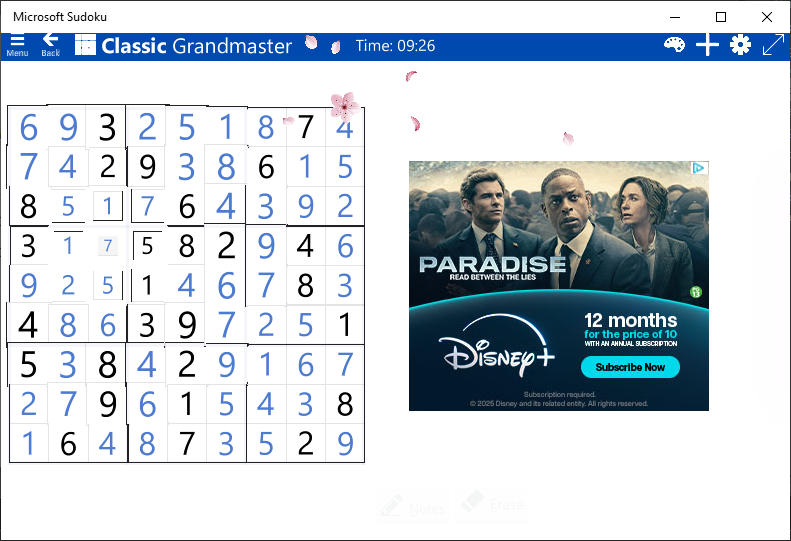 Microsoft Sudoku
Menu
Back
Classic Grandmaster
Time: 09:26
6 9 3 2 5 1 8 7 4
7 4 2 9 3 8 6 1 5
8 5 1 7 6 4 3 9 2
3 1 7 5 8 2 9 4 6
9 2 5 1 4 6 7 8 3
4 8 6 3 9 7 2 5 1
5 3 8 4 2 9 1 6 7
2 7 9 6 1 5 4 3 8
1 6 4 8 7 3 5 2 9
PARADISE
READ BETWEEN THE LIES
PG
13
Disney+
12 months
for the price of 10
WITH AN ANNUAL SUBSCRIPTION
Subscribe Now
Subscription required.
© 2025 Disney and its related entity. All rights reserved.
Notes
Erase